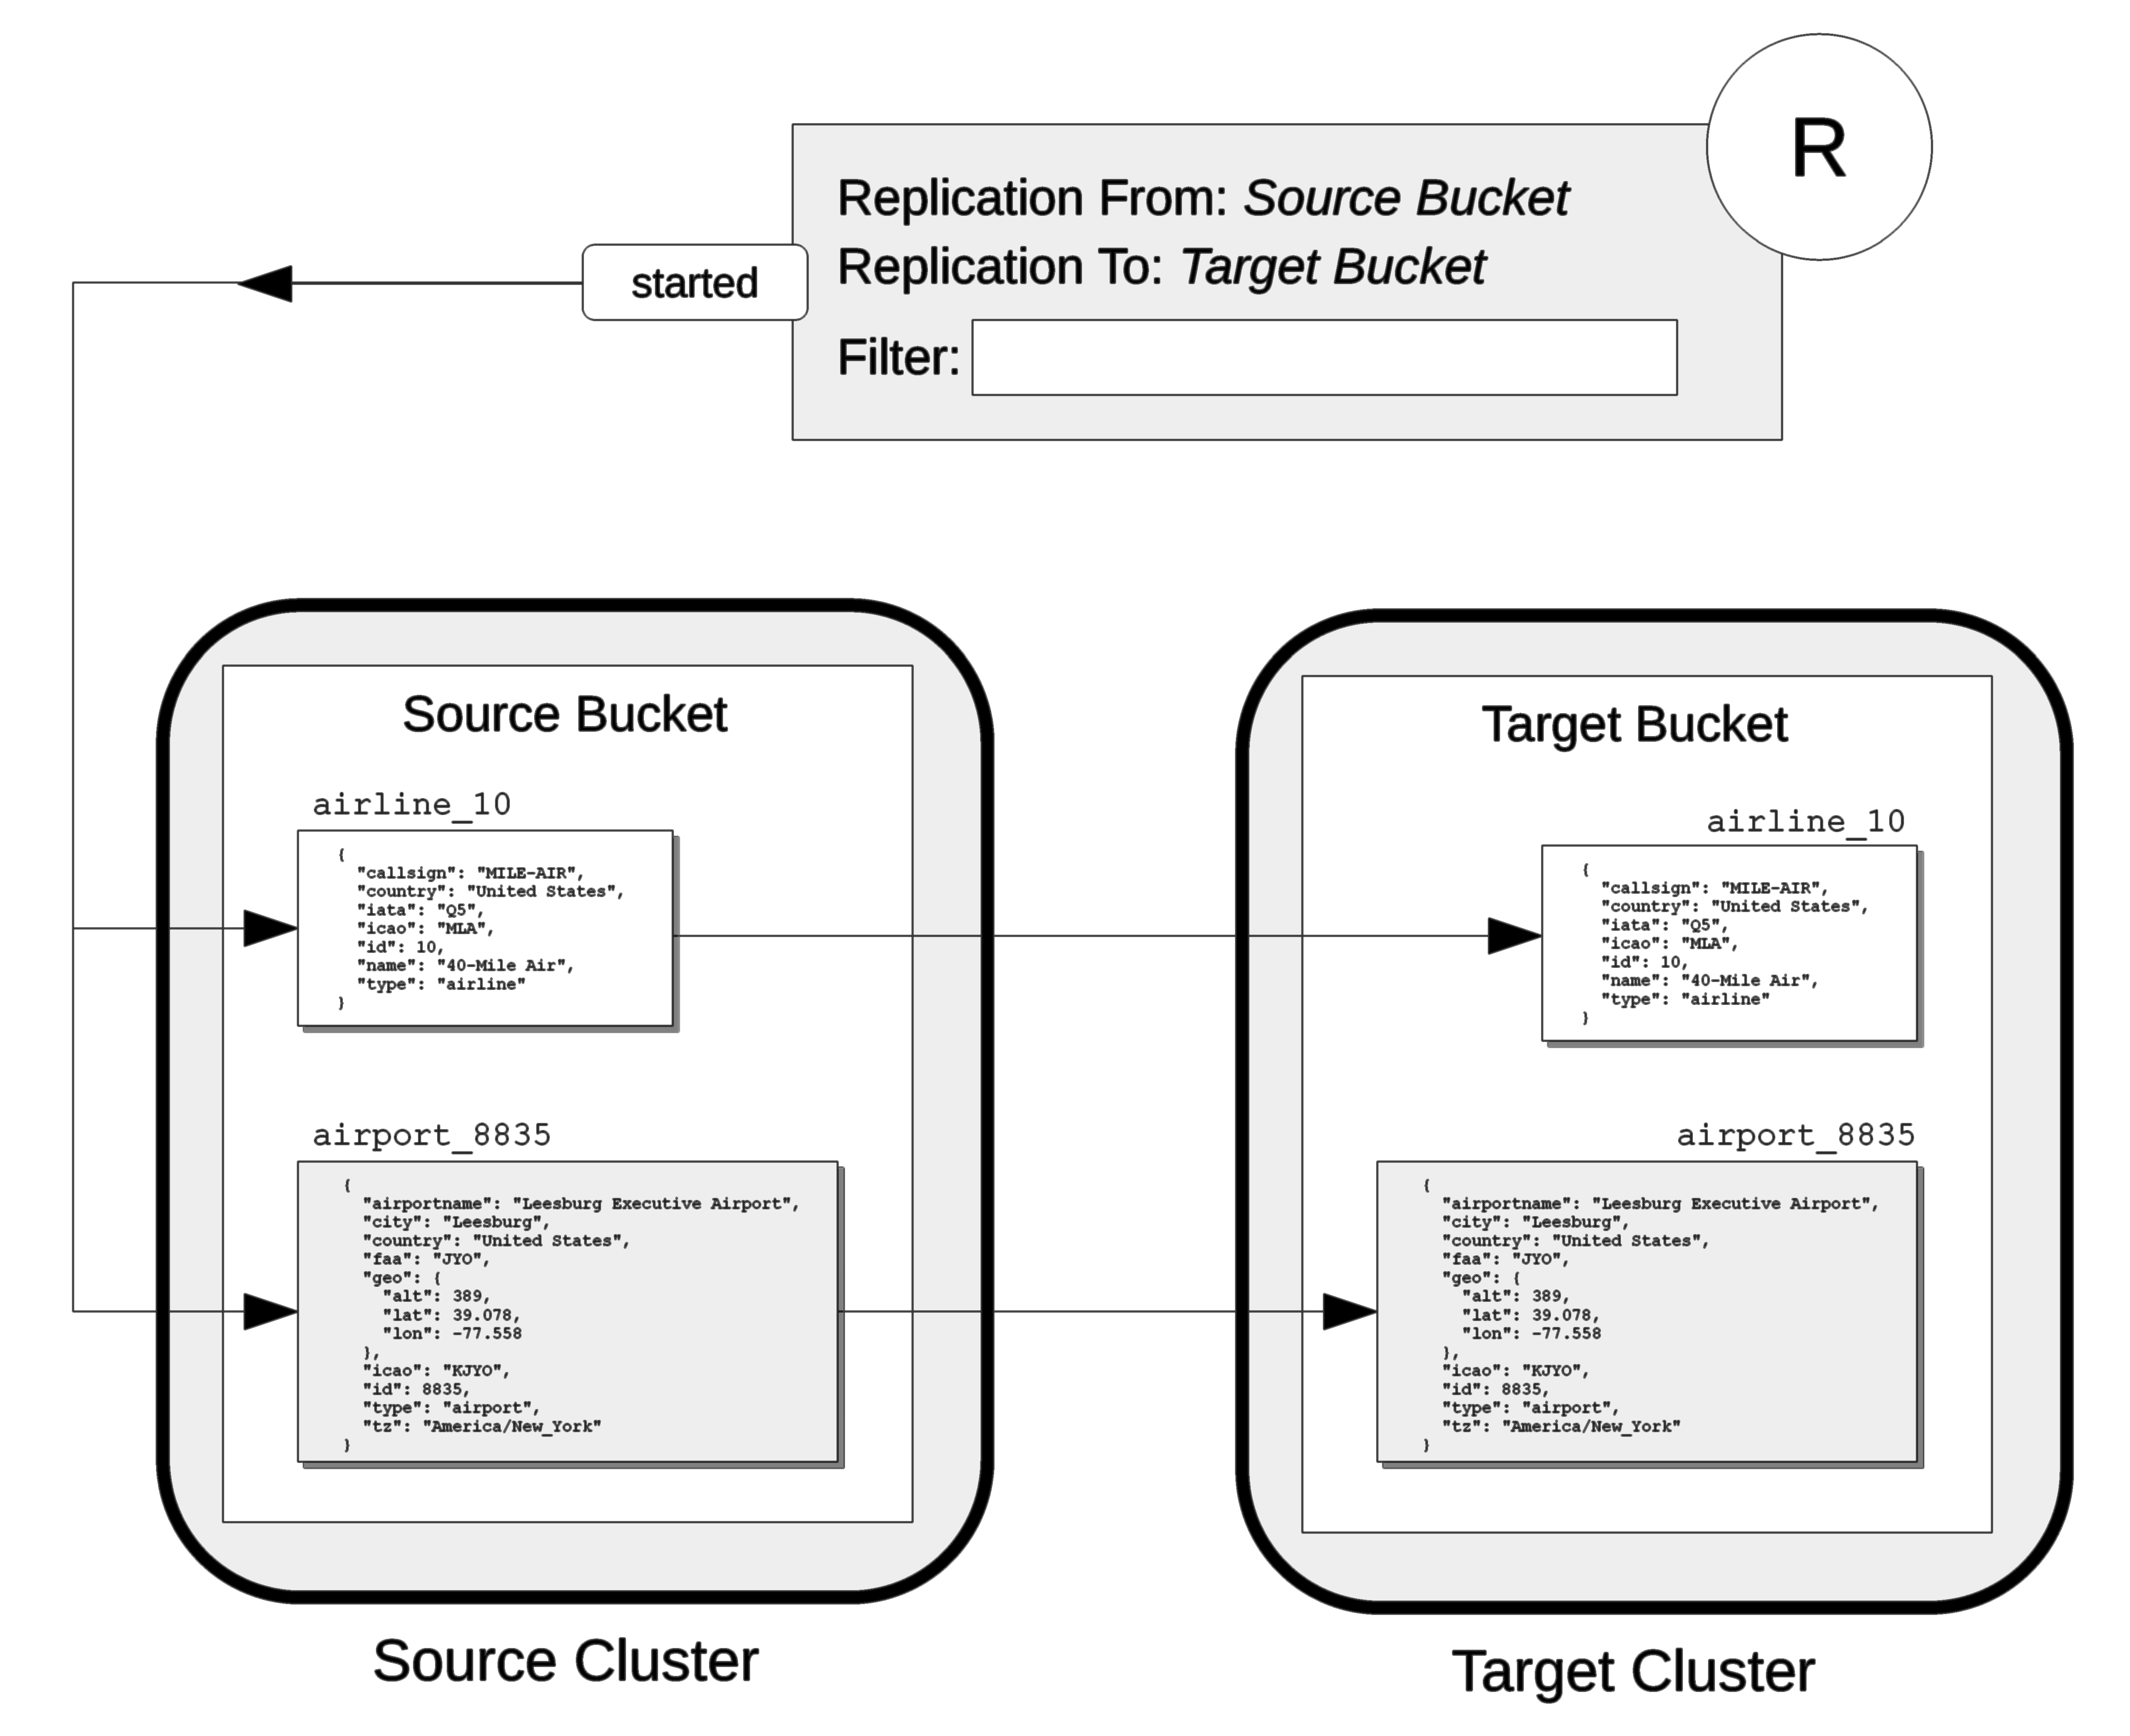 R
Replication From: Source Bucket
Replication To: Target Bucket
started
Filter:
Source Bucket
airline_10
{
"callsign": "MILE-AIR",
"country": "United States",
"iata": "Q5",
"icao": "MLA",
"id": 10,
"name": "40-Mile Air",
"type": "airline"
}
airport_8835
{
"airportname": "Leesburg Executive Airport",
"city": "Leesburg",
"country": "United States",
"faa": "JYO",
"geo": {
"alt": 389,
"lat": 39.078,
"lon": -77.558
},
"icao": "KJYO",
"id": 8835,
"type": "airport",
"tz": "America/New_York"
}
Source Cluster
Target Bucket
airline_10
{
"callsign": "MILE-AIR",
"country": "United States",
"iata": "Q5",
"icao": "MLA",
"id": 10,
"name": "40-Mile Air",
"type": "airline"
}
airport_8835
{
"airportname": "Leesburg Executive Airport",
"city": "Leesburg",
"country": "United States",
"faa": "JYO",
"geo": {
"alt": 389,
"lat": 39.078,
"lon": -77.558
},
"icao": "KJYO",
"id": 8835,
"type": "airport",
"tz": "America/New_York"
}
Target Cluster